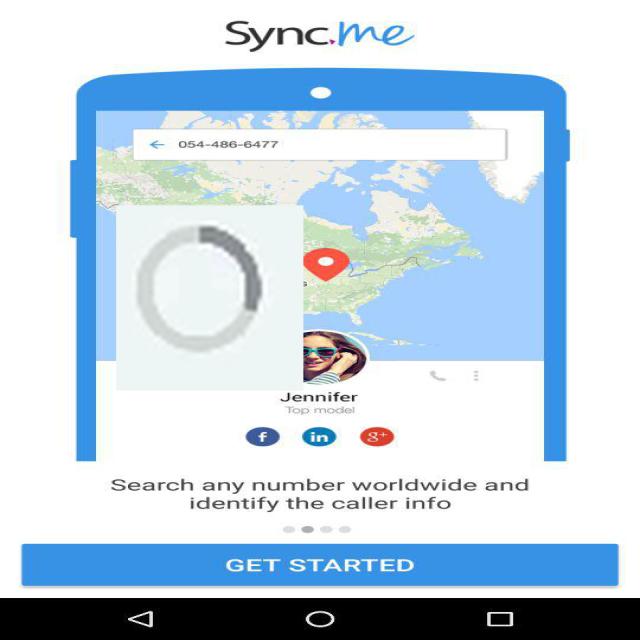 Sync.me
054-486-6477
s
Jennifer
Top model
f in g+
Search any number worldwide and
identify the caller info
GET STARTED